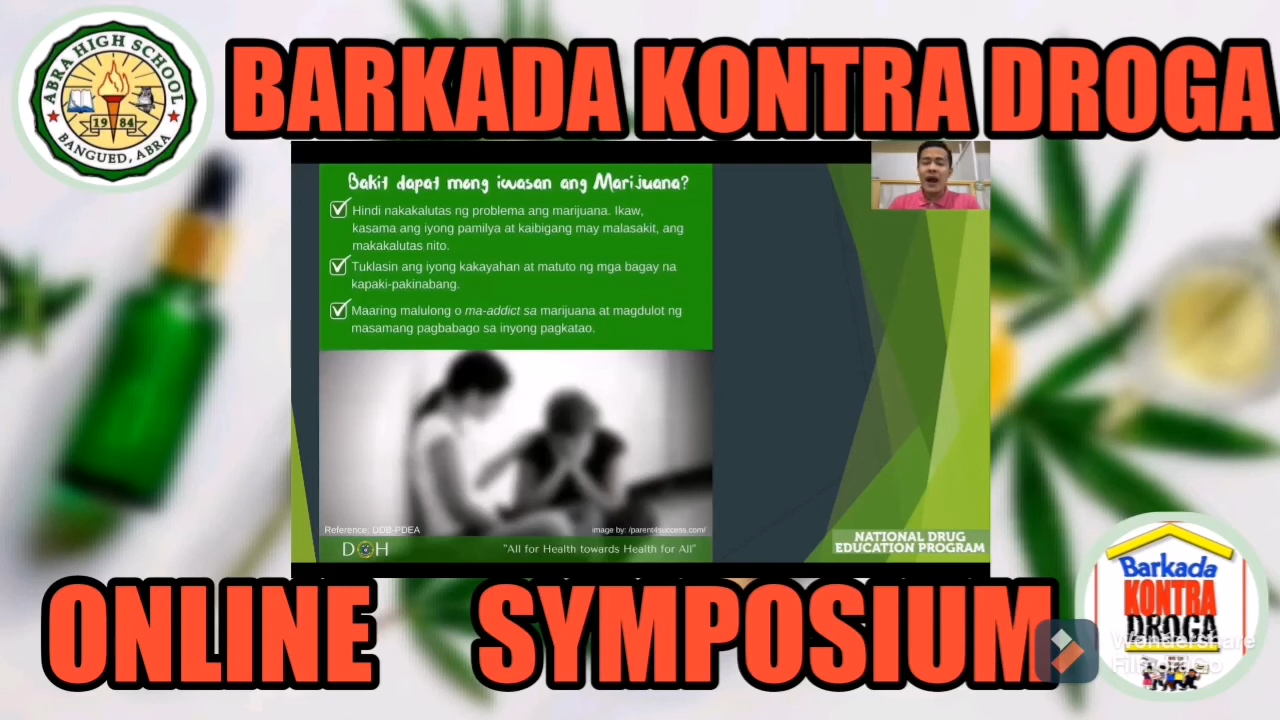 ABRA HIGH SCHOOL
1984
BANGUED, ABRA
BARKADA KONTRA DROGA
Bakit dapat mong iwasan ang Marijuana?
Hindi nakakalutas ng problema ang marijuana. Ikaw,
kasama ang iyong pamilya at kaibigang may malasakit, ang
makakalutas nito.
Tuklasin ang iyong kakayahan at matuto ng mga bagay na
kapaki-pakinabang.
Maaring malulong o ma-addict sa marijuana at magdulot ng
masamang pagbabago sa inyong pagkatao.
Reference: DDB-PDEA
image by: /parent4success.com/
DOH
"All for Health towards Health for All"
NATIONAL DRUG
EDUCATION PROGRAM
ONLINE SYMPOSIUM
Barkada
KONTRA
DROGA
Wondershare
FilmoraGo